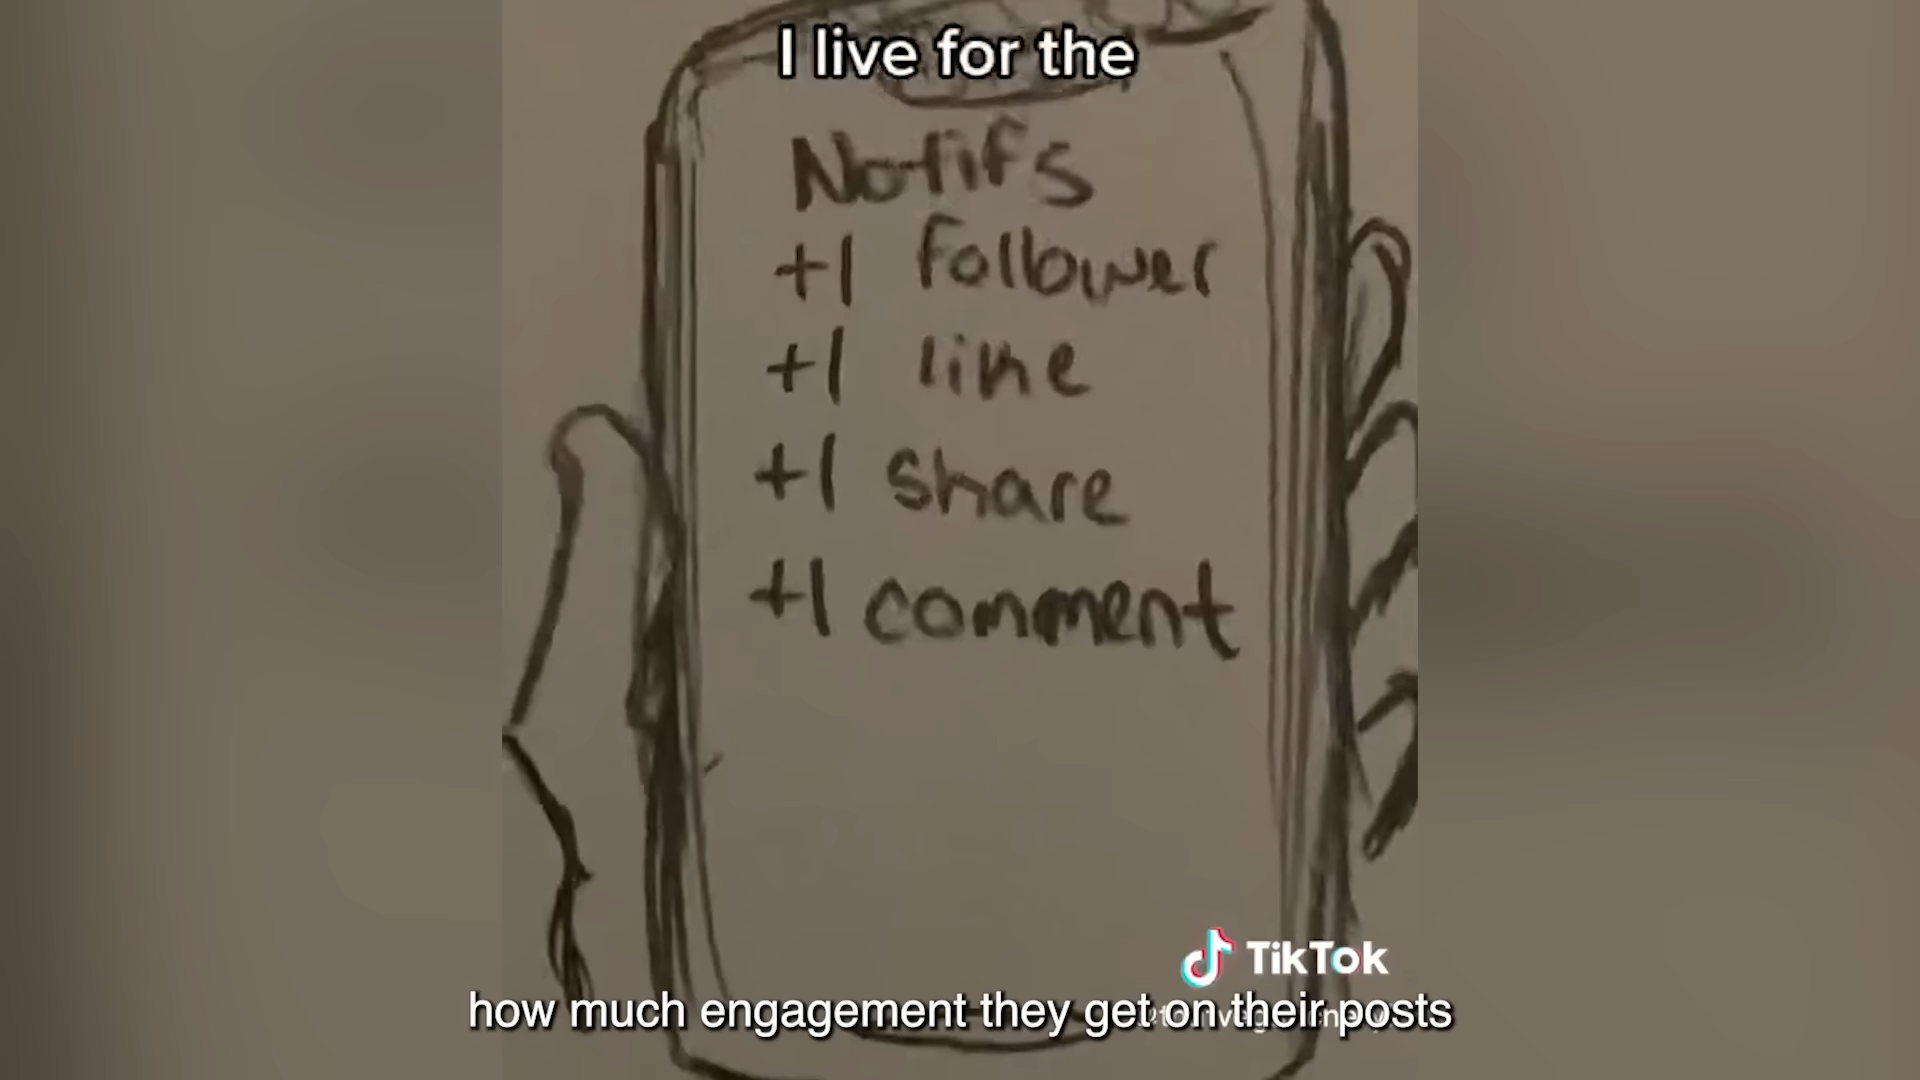 I live for the
Notifs
+1 follower
+1 like
+1 share
+1 comment
TikTok
how much engagement they get on their posts